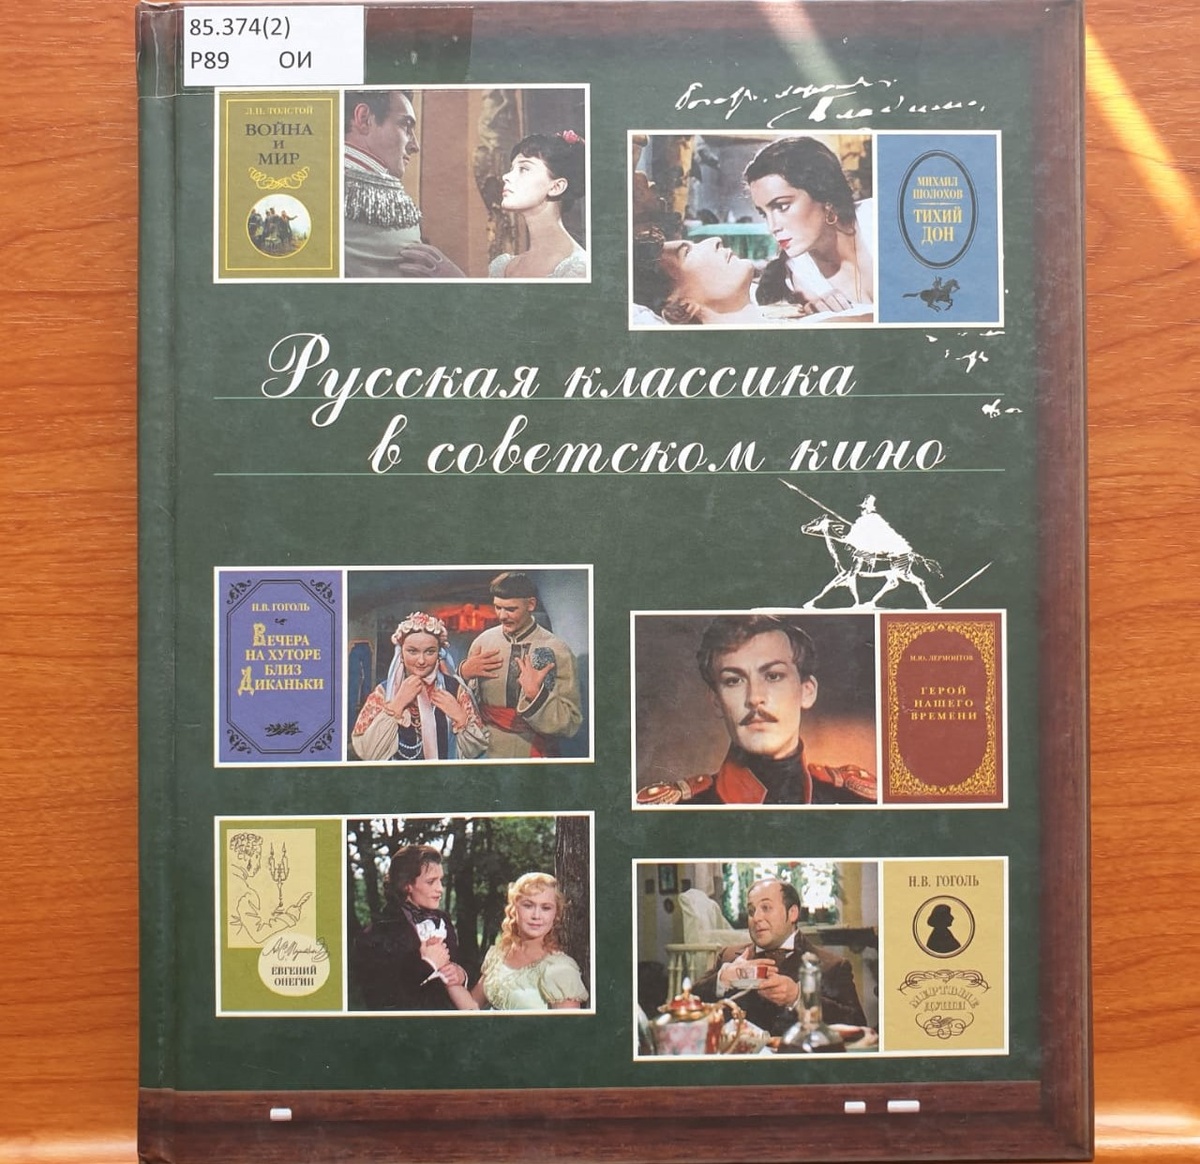 85.374(2)
Р89 ОИ
Л.Н. ТОЛСТОЙ
ВОЙНА
И
МИР
МИХАИЛ
ШОЛОХОВ
ТИХИЙ
ДОН
Русская классика
в советском кино
Н.В. ГОГОЛЬ
ВЕЧЕРА
НА ХУТОРЕ
БЛИЗ
ДИКАНЬКИ
М.Ю. ЛЕРМОНТОВ
ГЕРОЙ
НАШЕГО
ВРЕМЕНИ
ЕВГЕНИЙ
ОНЕГИН
Н.В. ГОГОЛЬ
МЕРТВЫЕ
ДУШИ